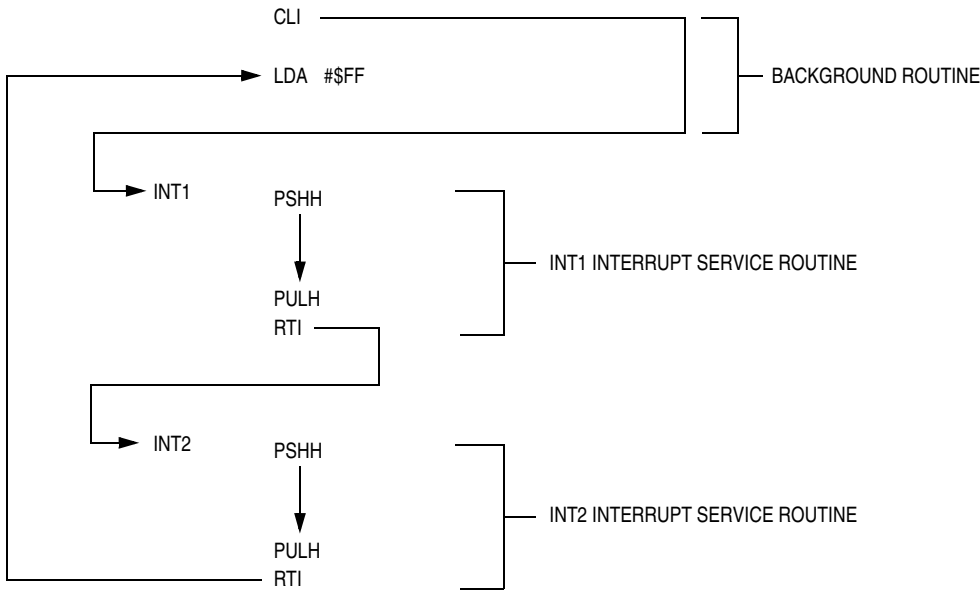 CLI
LDA #$FF
BACKGROUND ROUTINE
INT1
PSHH
INT1 INTERRUPT SERVICE ROUTINE
PULH
RTI
INT2
PSHH
INT2 INTERRUPT SERVICE ROUTINE
PULH
RTI